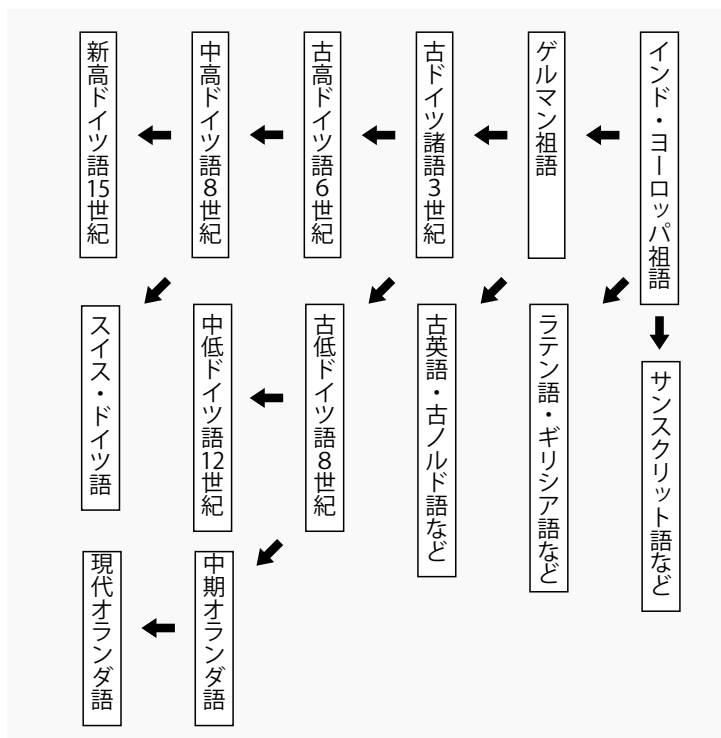 インド・ヨーロッパ祖語
ゲルマン祖語
古ドイツ諸語3世紀
古高ドイツ語6世紀
中高ドイツ語8世紀
新高ドイツ語15世紀
サンスクリット語など
ラテン語・ギリシア語など
古英語・古ノルド語など
古低ドイツ語8世紀
中低ドイツ語12世紀
スイス・ドイツ語
中期オランダ語
現代オランダ語